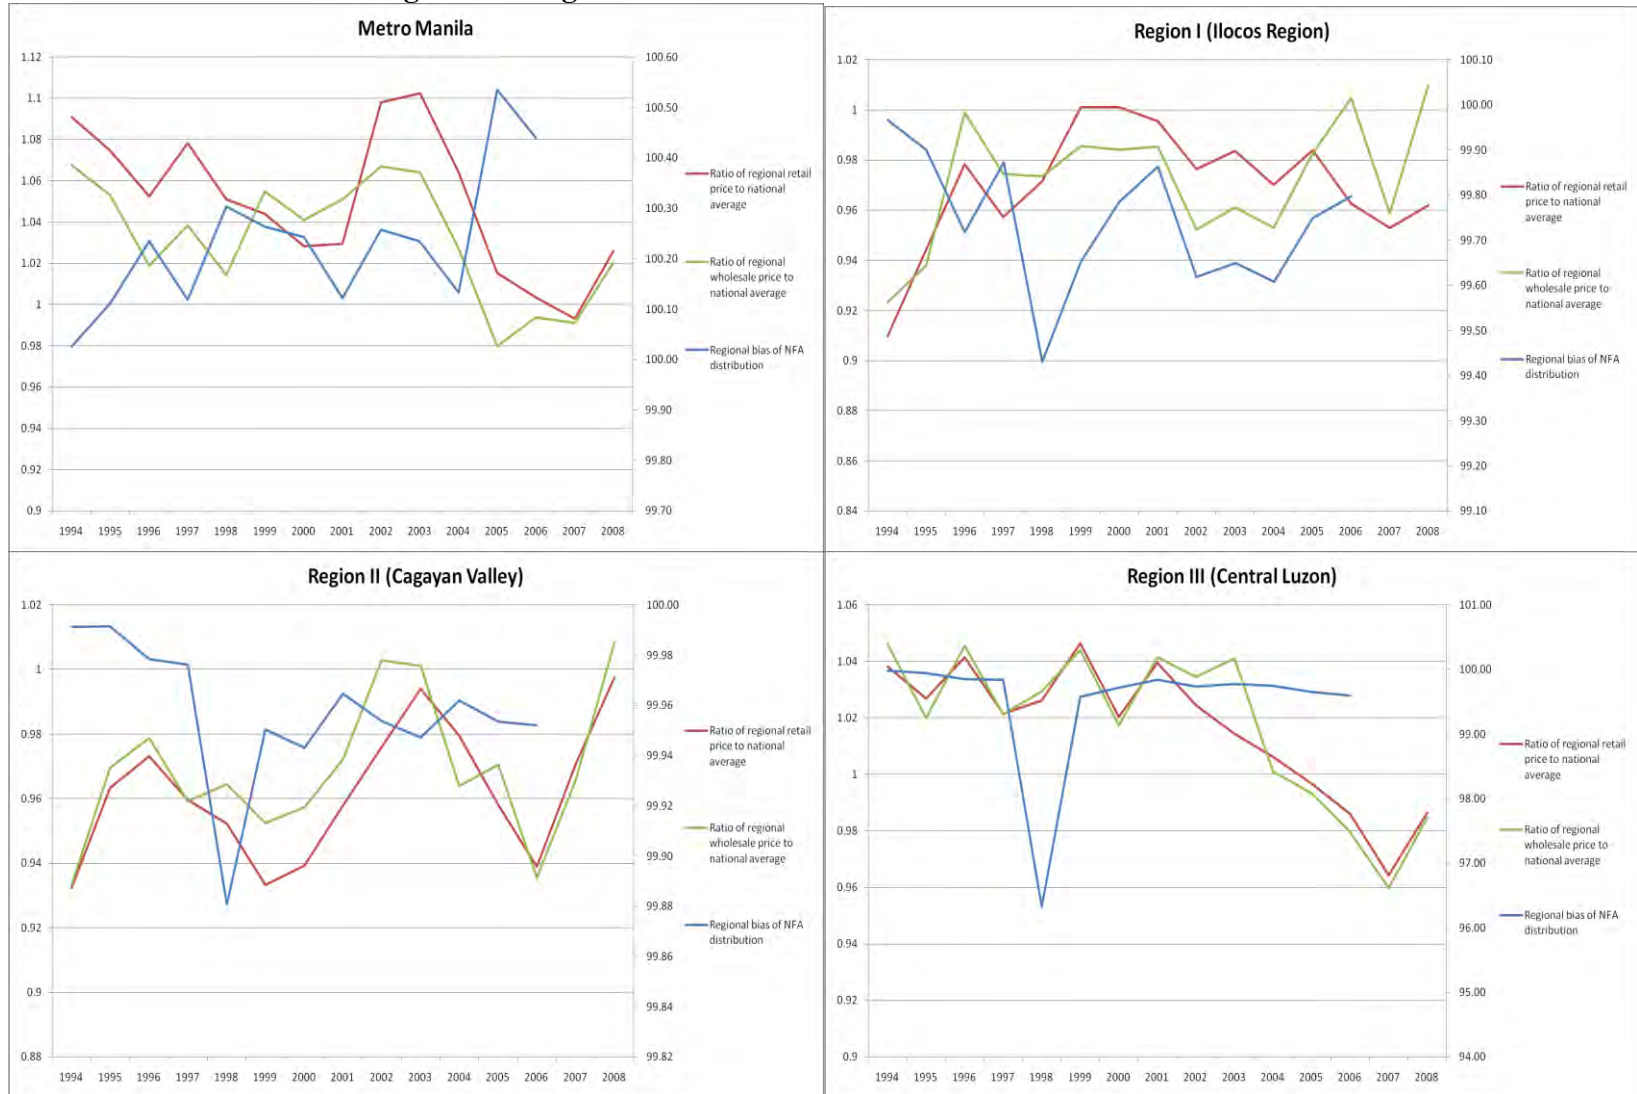 Metro Manila
1.12
1.1
1.08
1.06
1.04
1.02
1
0.98
0.96
0.94
0.92
0.9
100.60
100.50
100.40
100.30
100.20
100.10
100.00
99.90
99.80
99.70
1994 1995 1996 1997 1998 1999 2000 2001 2002 2003 2004 2005 2006 2007 2008
Ratio of regional retail
price to national
average
Ratio of regional
wholesale price to
national average
Regional bias of NFA
distribution
Region I (Ilocos Region)
1.02
1
0.98
0.96
0.94
0.92
0.9
0.88
0.86
0.84
100.10
100.00
99.90
99.80
99.70
99.60
99.50
99.40
99.30
99.20
99.10
1994 1995 1996 1997 1998 1999 2000 2001 2002 2003 2004 2005 2006 2007 2008
Ratio of regional retail
price to national
average
Ratio of regional
wholesale price to
national average
Regional bias of NFA
distribution
Region II (Cagayan Valley)
1.02
1
0.98
0.96
0.94
0.92
0.9
0.88
100.00
99.98
99.96
99.94
99.92
99.90
99.88
99.86
99.84
99.82
1994 1995 1996 1997 1998 1999 2000 2001 2002 2003 2004 2005 2006 2007 2008
Ratio of regional retail
price to national
average
Ratio of regional
wholesale price to
national average
Regional bias of NFA
distribution
Region III (Central Luzon)
1.06
1.04
1.02
1
0.98
0.96
0.94
0.92
0.9
101.00
100.00
99.00
98.00
97.00
96.00
95.00
94.00
1994 1995 1996 1997 1998 1999 2000 2001 2002 2003 2004 2005 2006 2007 2008
Ratio of regional retail
price to national
average
Ratio of regional
wholesale price to
national average
Regional bias of NFA
distribution